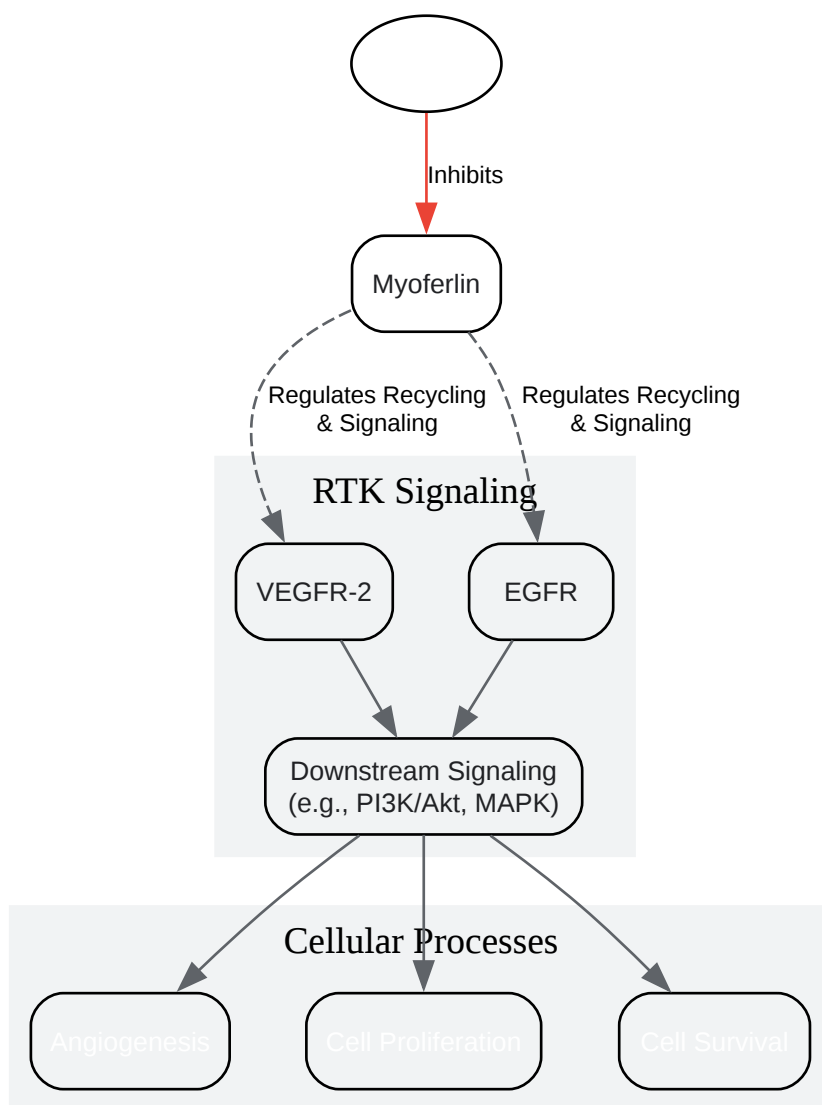 Inhibits
Myoferlin
Regulates Recycling
& Signaling
Regulates Recycling
& Signaling
RTK Signaling
VEGFR-2
EGFR
Downstream Signaling
(e.g., PI3K/Akt, MAPK)
Cellular Processes
Angiogenesis
Cell Proliferation
Cell Survival